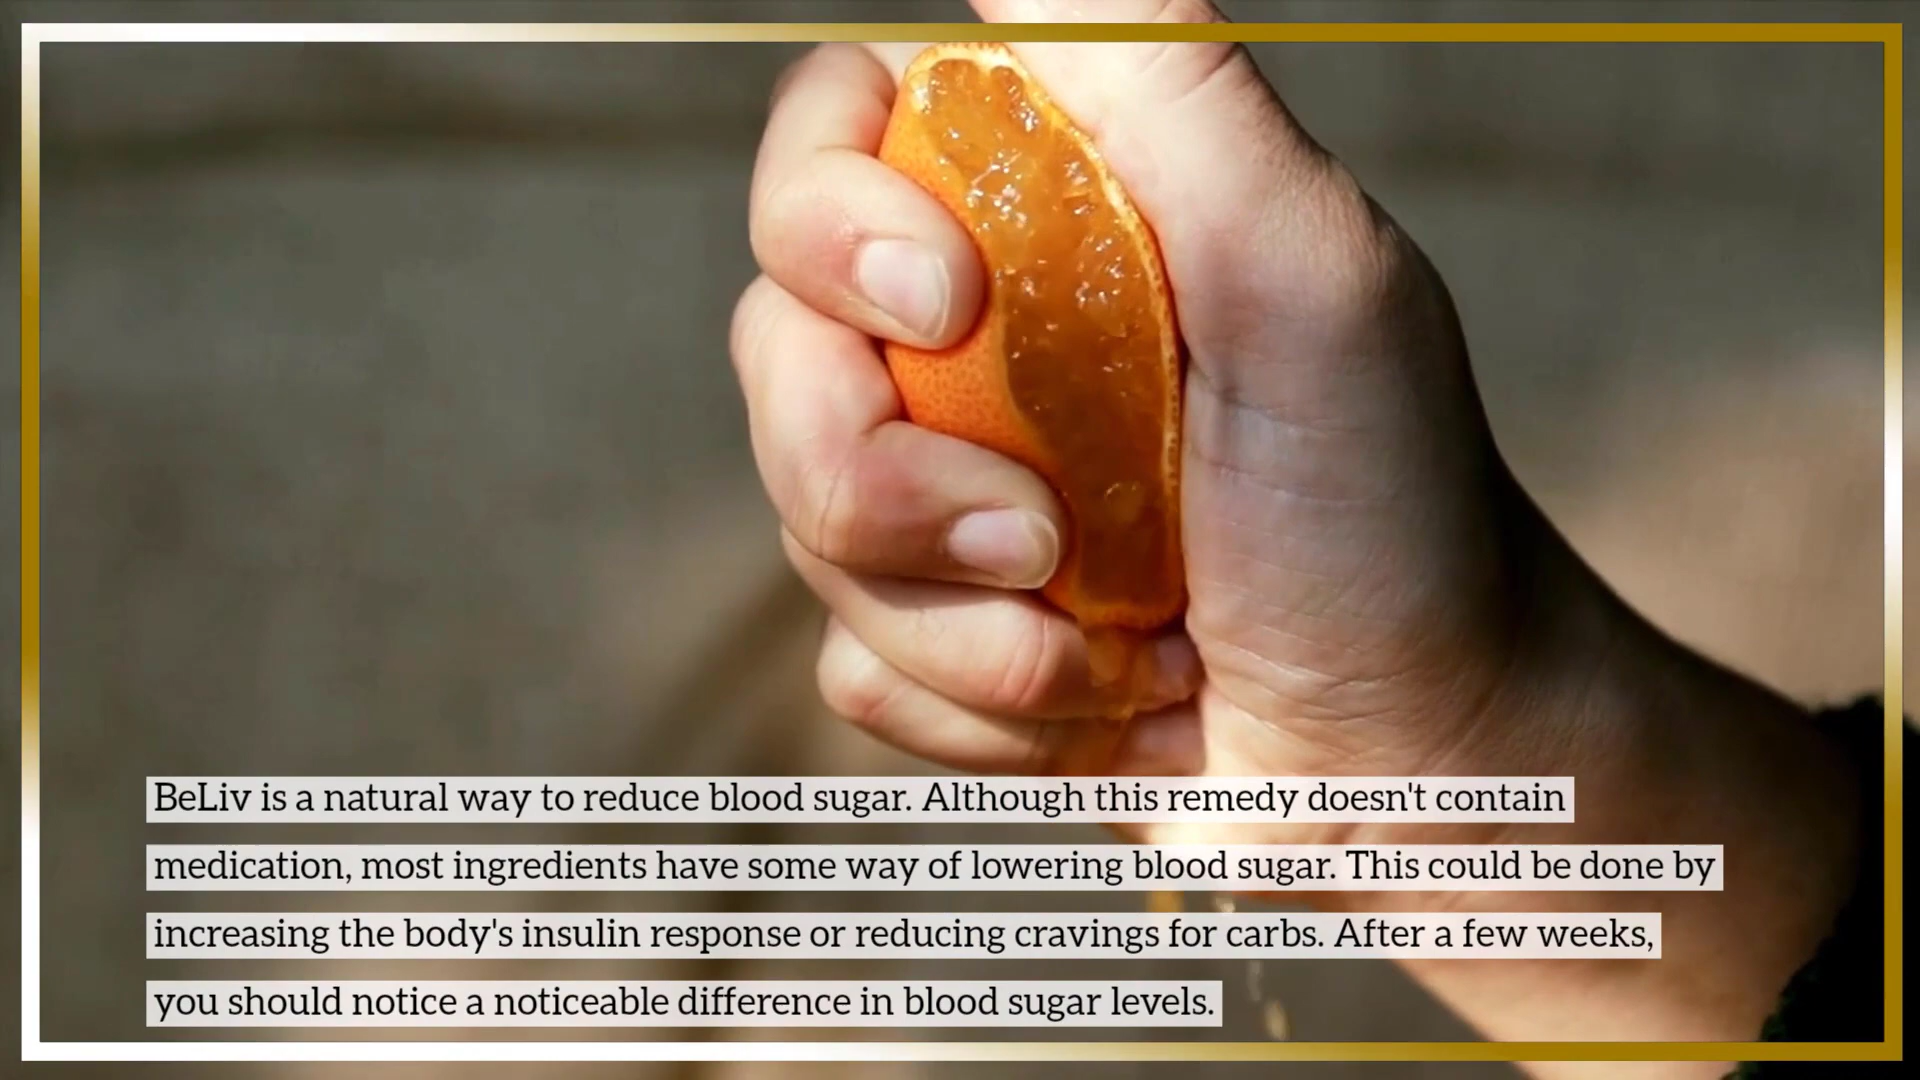 BeLiv is a natural way to reduce blood sugar. Although this remedy doesn't contain
medication, most ingredients have some way of lowering blood sugar. This could be done by
increasing the body's insulin response or reducing cravings for carbs. After a few weeks,
you should notice a noticeable difference in blood sugar levels.